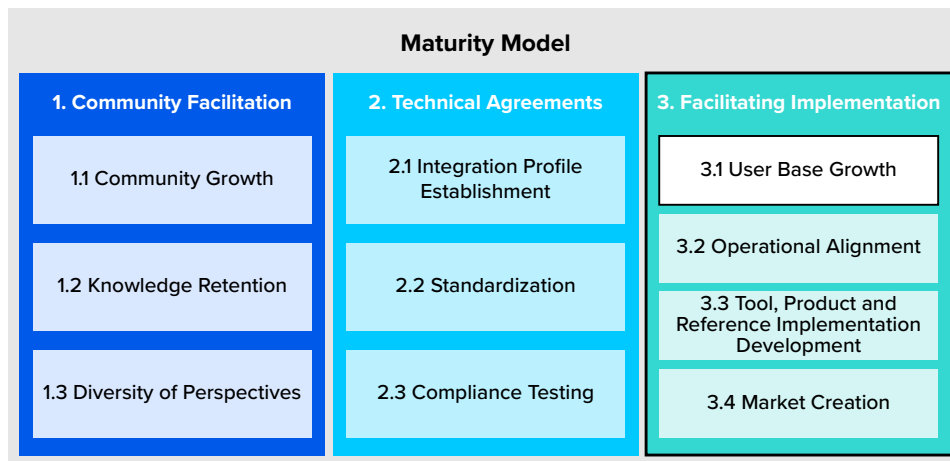 Maturity Model
1. Community Facilitation
1.1 Community Growth
1.2 Knowledge Retention
1.3 Diversity of Perspectives
2. Technical Agreements
2.1 Integration Profile
Establishment
2.2 Standardization
2.3 Compliance Testing
3. Facilitating Implementation
3.1 User Base Growth
3.2 Operational Alignment
3.3 Tool, Product and
Reference Implementation
Development
3.4 Market Creation